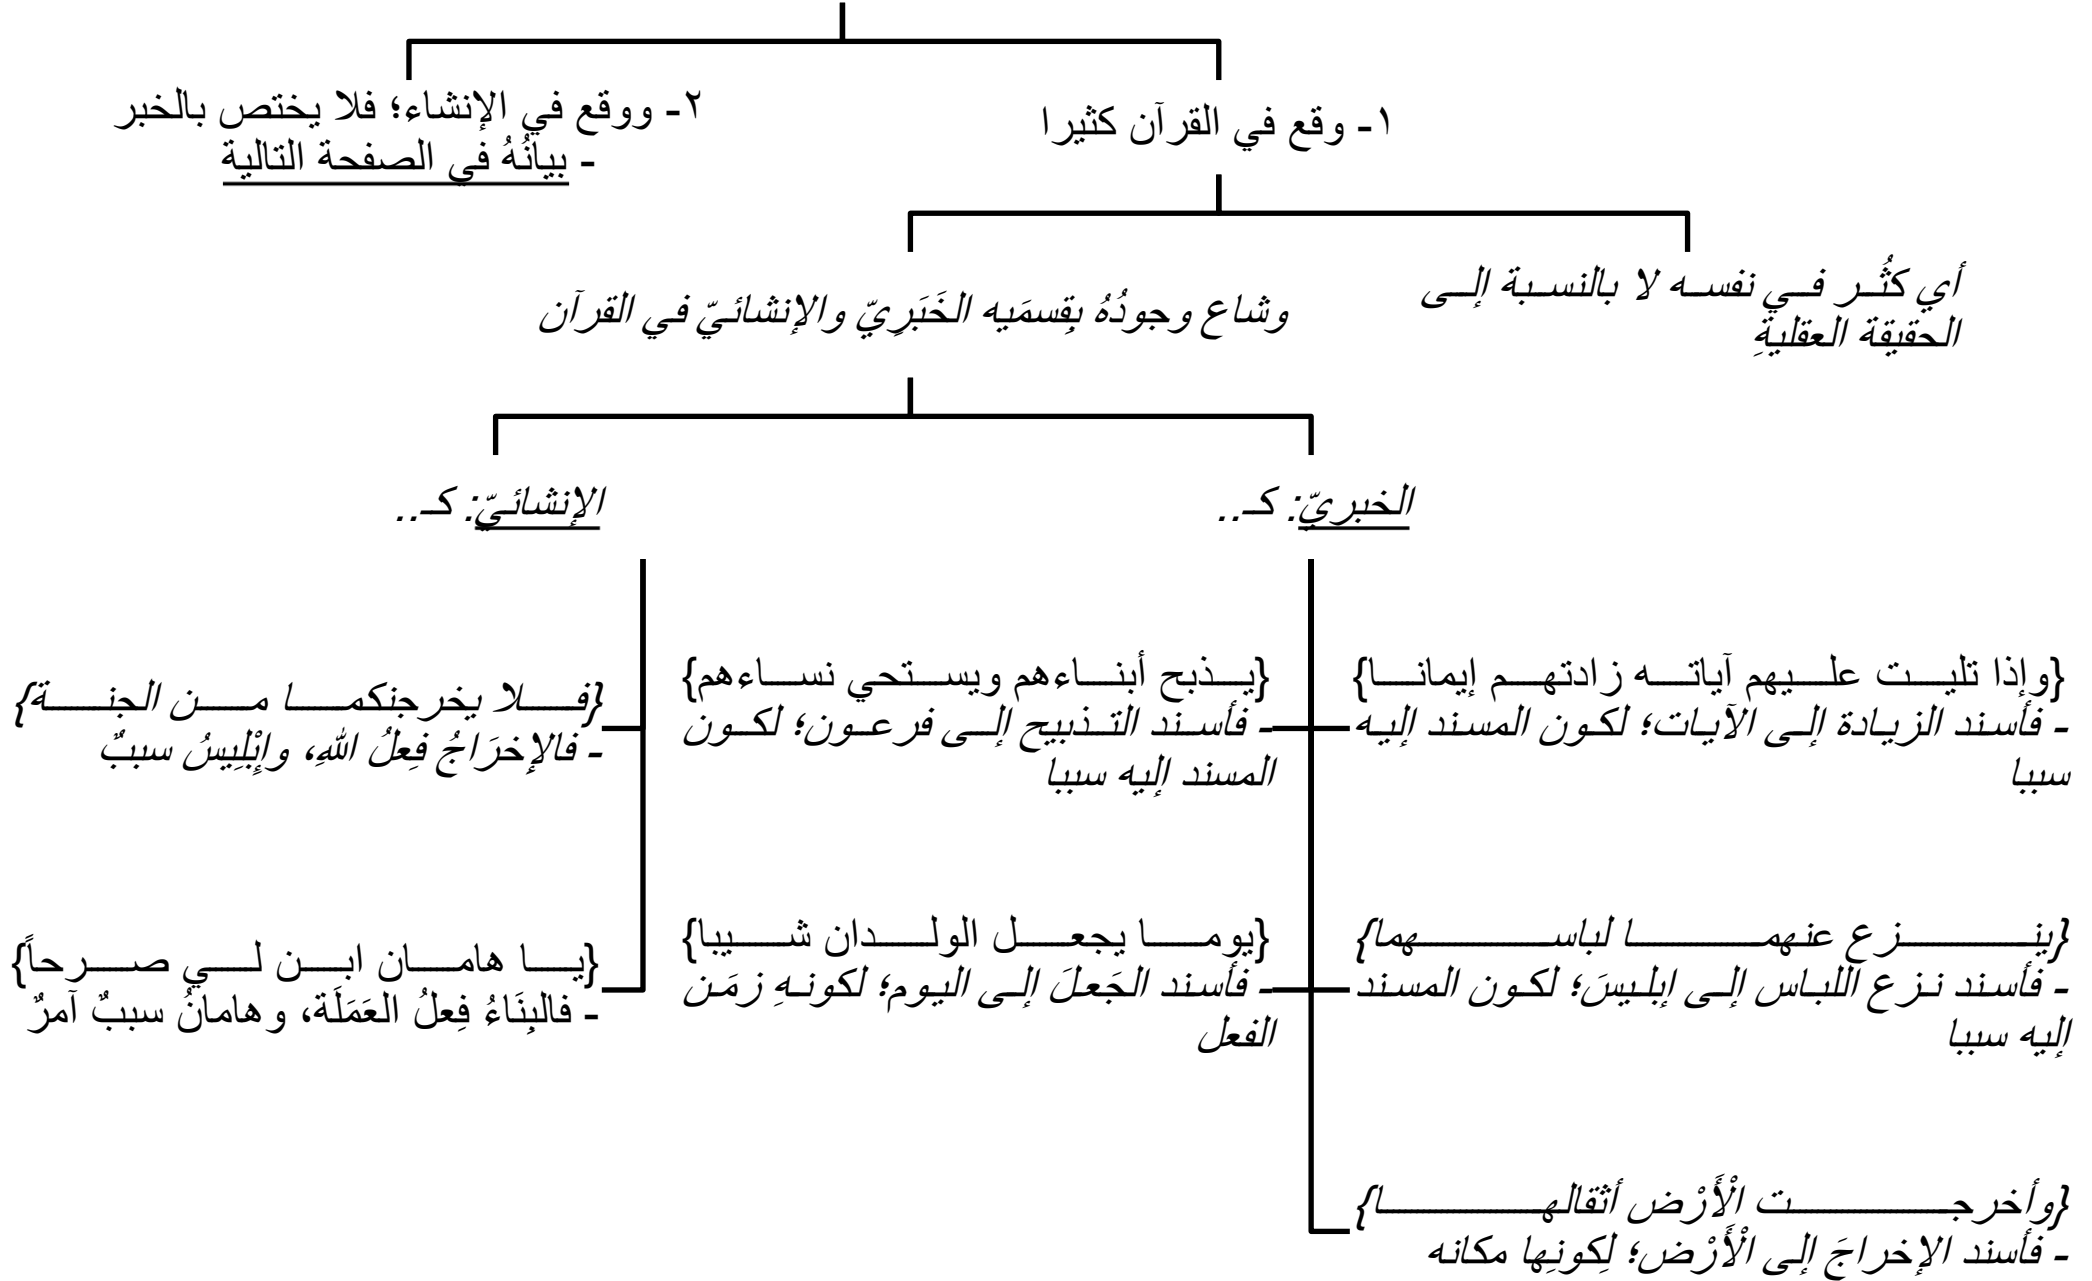 ١- وقع في القرآن كثيرا
٢- ووقع في الإنشاء؛ فلا يختص بالخبر
- بيانُهُ في الصفحة التالية
أي كثُر في نفسه لا بالنسبة إلى
الحقيقة العقليةِ
وشاع وجودُهُ بقِسمَيه الخَبَرِيّ والإنشائيّ في القرآن
الخبريّ: كـ..
الإنشائيّ: كـ..
{وإذا تليت عليهم آياته زادتهم إيمانا}
- فأسند الزيادة إلى الآيات؛ لكون المسند إليه
سببا
{يذبح أبناءهم ويستحي نساءهم}
- فأسند التذبيح إلى فرعون؛ لكون
المسند إليه سببا
{فلا يخرجنكما من الجنة}
- فالإخرَاجُ فِعلُ اللهِ، وإبْلِيسُ سببٌ
{ينزع عنهما لباسهما}
- فأسند نزع اللباس إلى إبليسَ؛ لكون المسند
إليه سببا
{يوما يجعل الولدان شيبا}
- فأسند الجَعلَ إلى اليوم؛ لكونهِ زمَن
الفعل
{يا هامان ابن لي صرحاً}
- فالبِنَاءُ فِعلُ العَمَلَة، وهامانُ سببٌ آمرٌ
{وأخرجت الْأَرْض أثقالها}
- فأسند الإخراجَ إلى الْأَرْض؛ لِكونِها مكانه